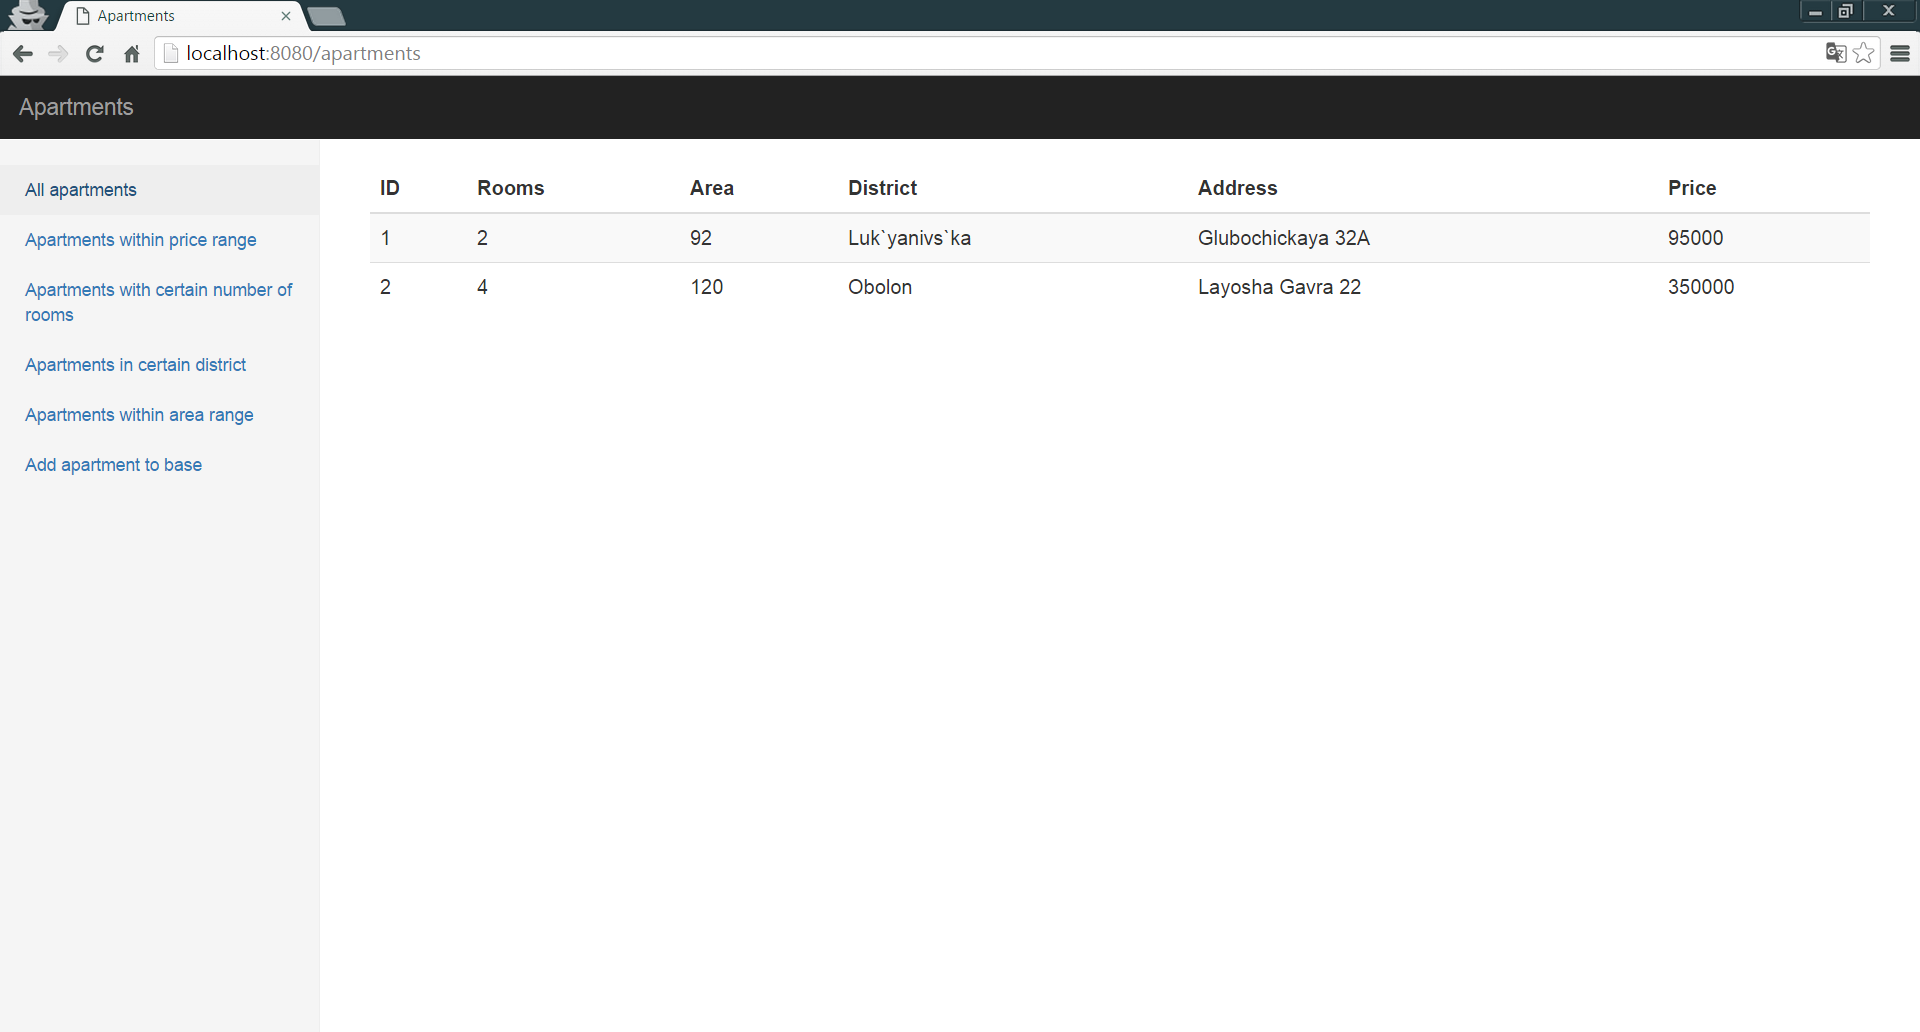 Apartments
localhost:8080/apartments
Apartments
All apartments
Apartments within price range
Apartments with certain number of
rooms
Apartments in certain district
Apartments within area range
Add apartment to base
ID Rooms Area District Address Price
1 2 92 Luk`yanivs`ka Glubochickaya 32A 95000
2 4 120 Obolon Layosha Gavra 22 350000